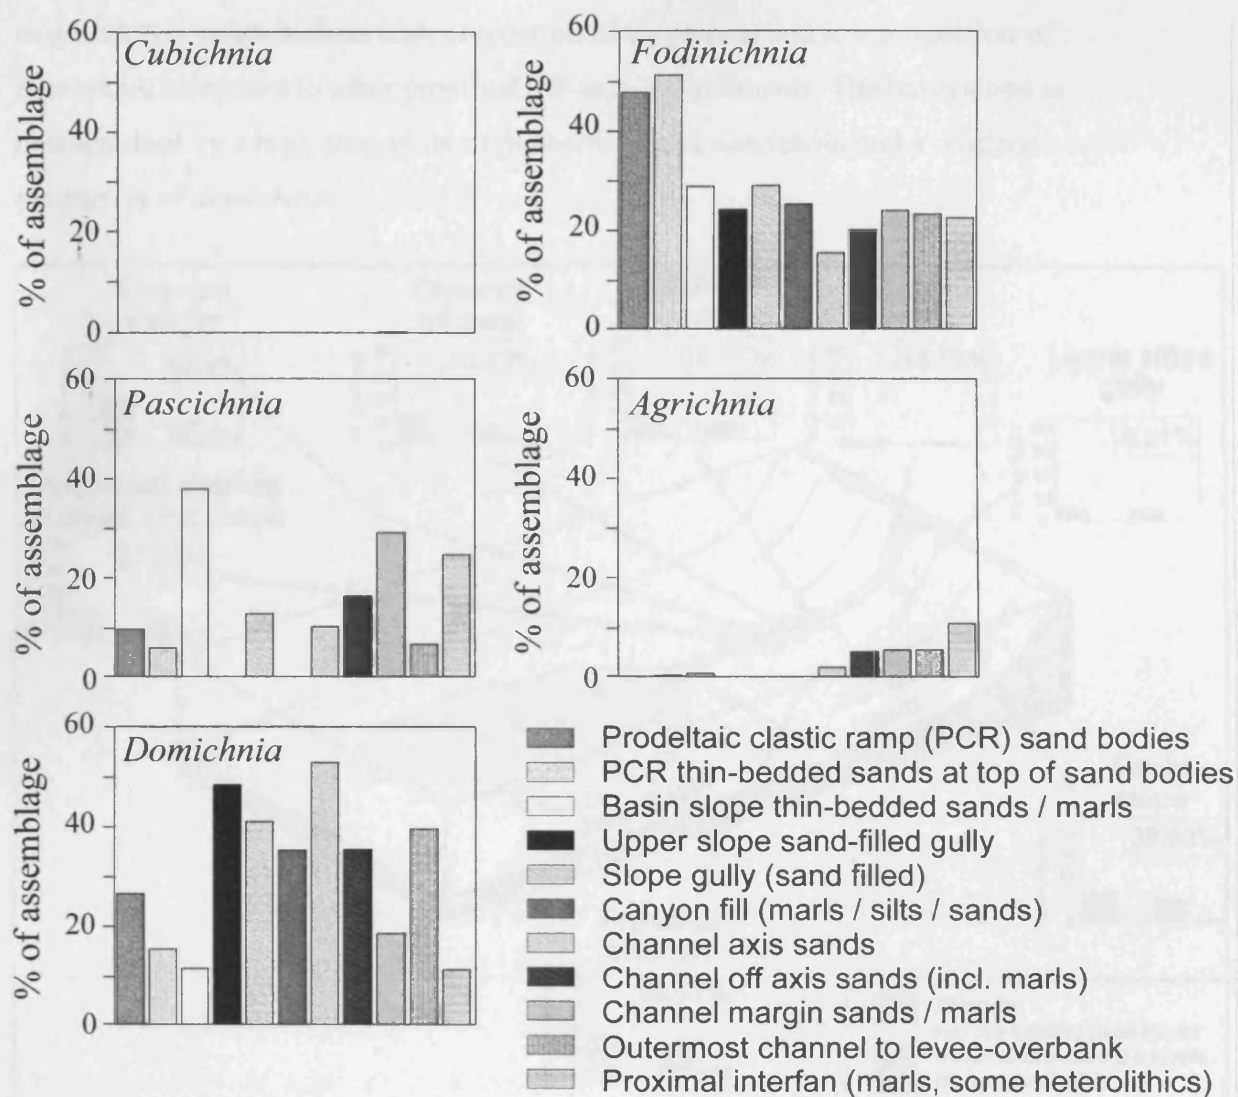 60
40
20
0
% of assemblage
Cubichnia
60
40
20
0
% of assemblage
Fodinichnia
60
40
20
0
% of assemblage
Pascichnia
60
40
20
0
% of assemblage
Agrichnia
60
40
20
0
% of assemblage
Domichnia
Prodeltaic clastic ramp (PCR) sand bodies
PCR thin-bedded sands at top of sand bodies
Basin slope thin-bedded sands / marls
Upper slope sand-filled gully
Slope gully (sand filled)
Canyon fill (marls / silts / sands)
Channel axis sands
Channel off axis sands (incl. marls)
Channel margin sands / marls
Outermost channel to levee-overbank
Proximal interfan (marls, some heterolithics)